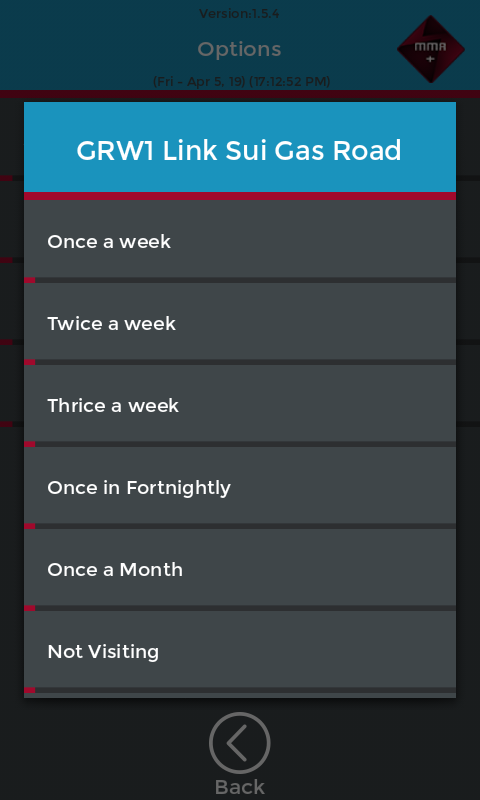 Version:1.5.4
Options
MMA
+
(Fri - Apr 5, 19) (17:12:52 PM)
GRW1 Link Sui Gas Road
Once a week
Twice a week
Thrice a week
Once in Fortnightly
Once a Month
Not Visiting
Back